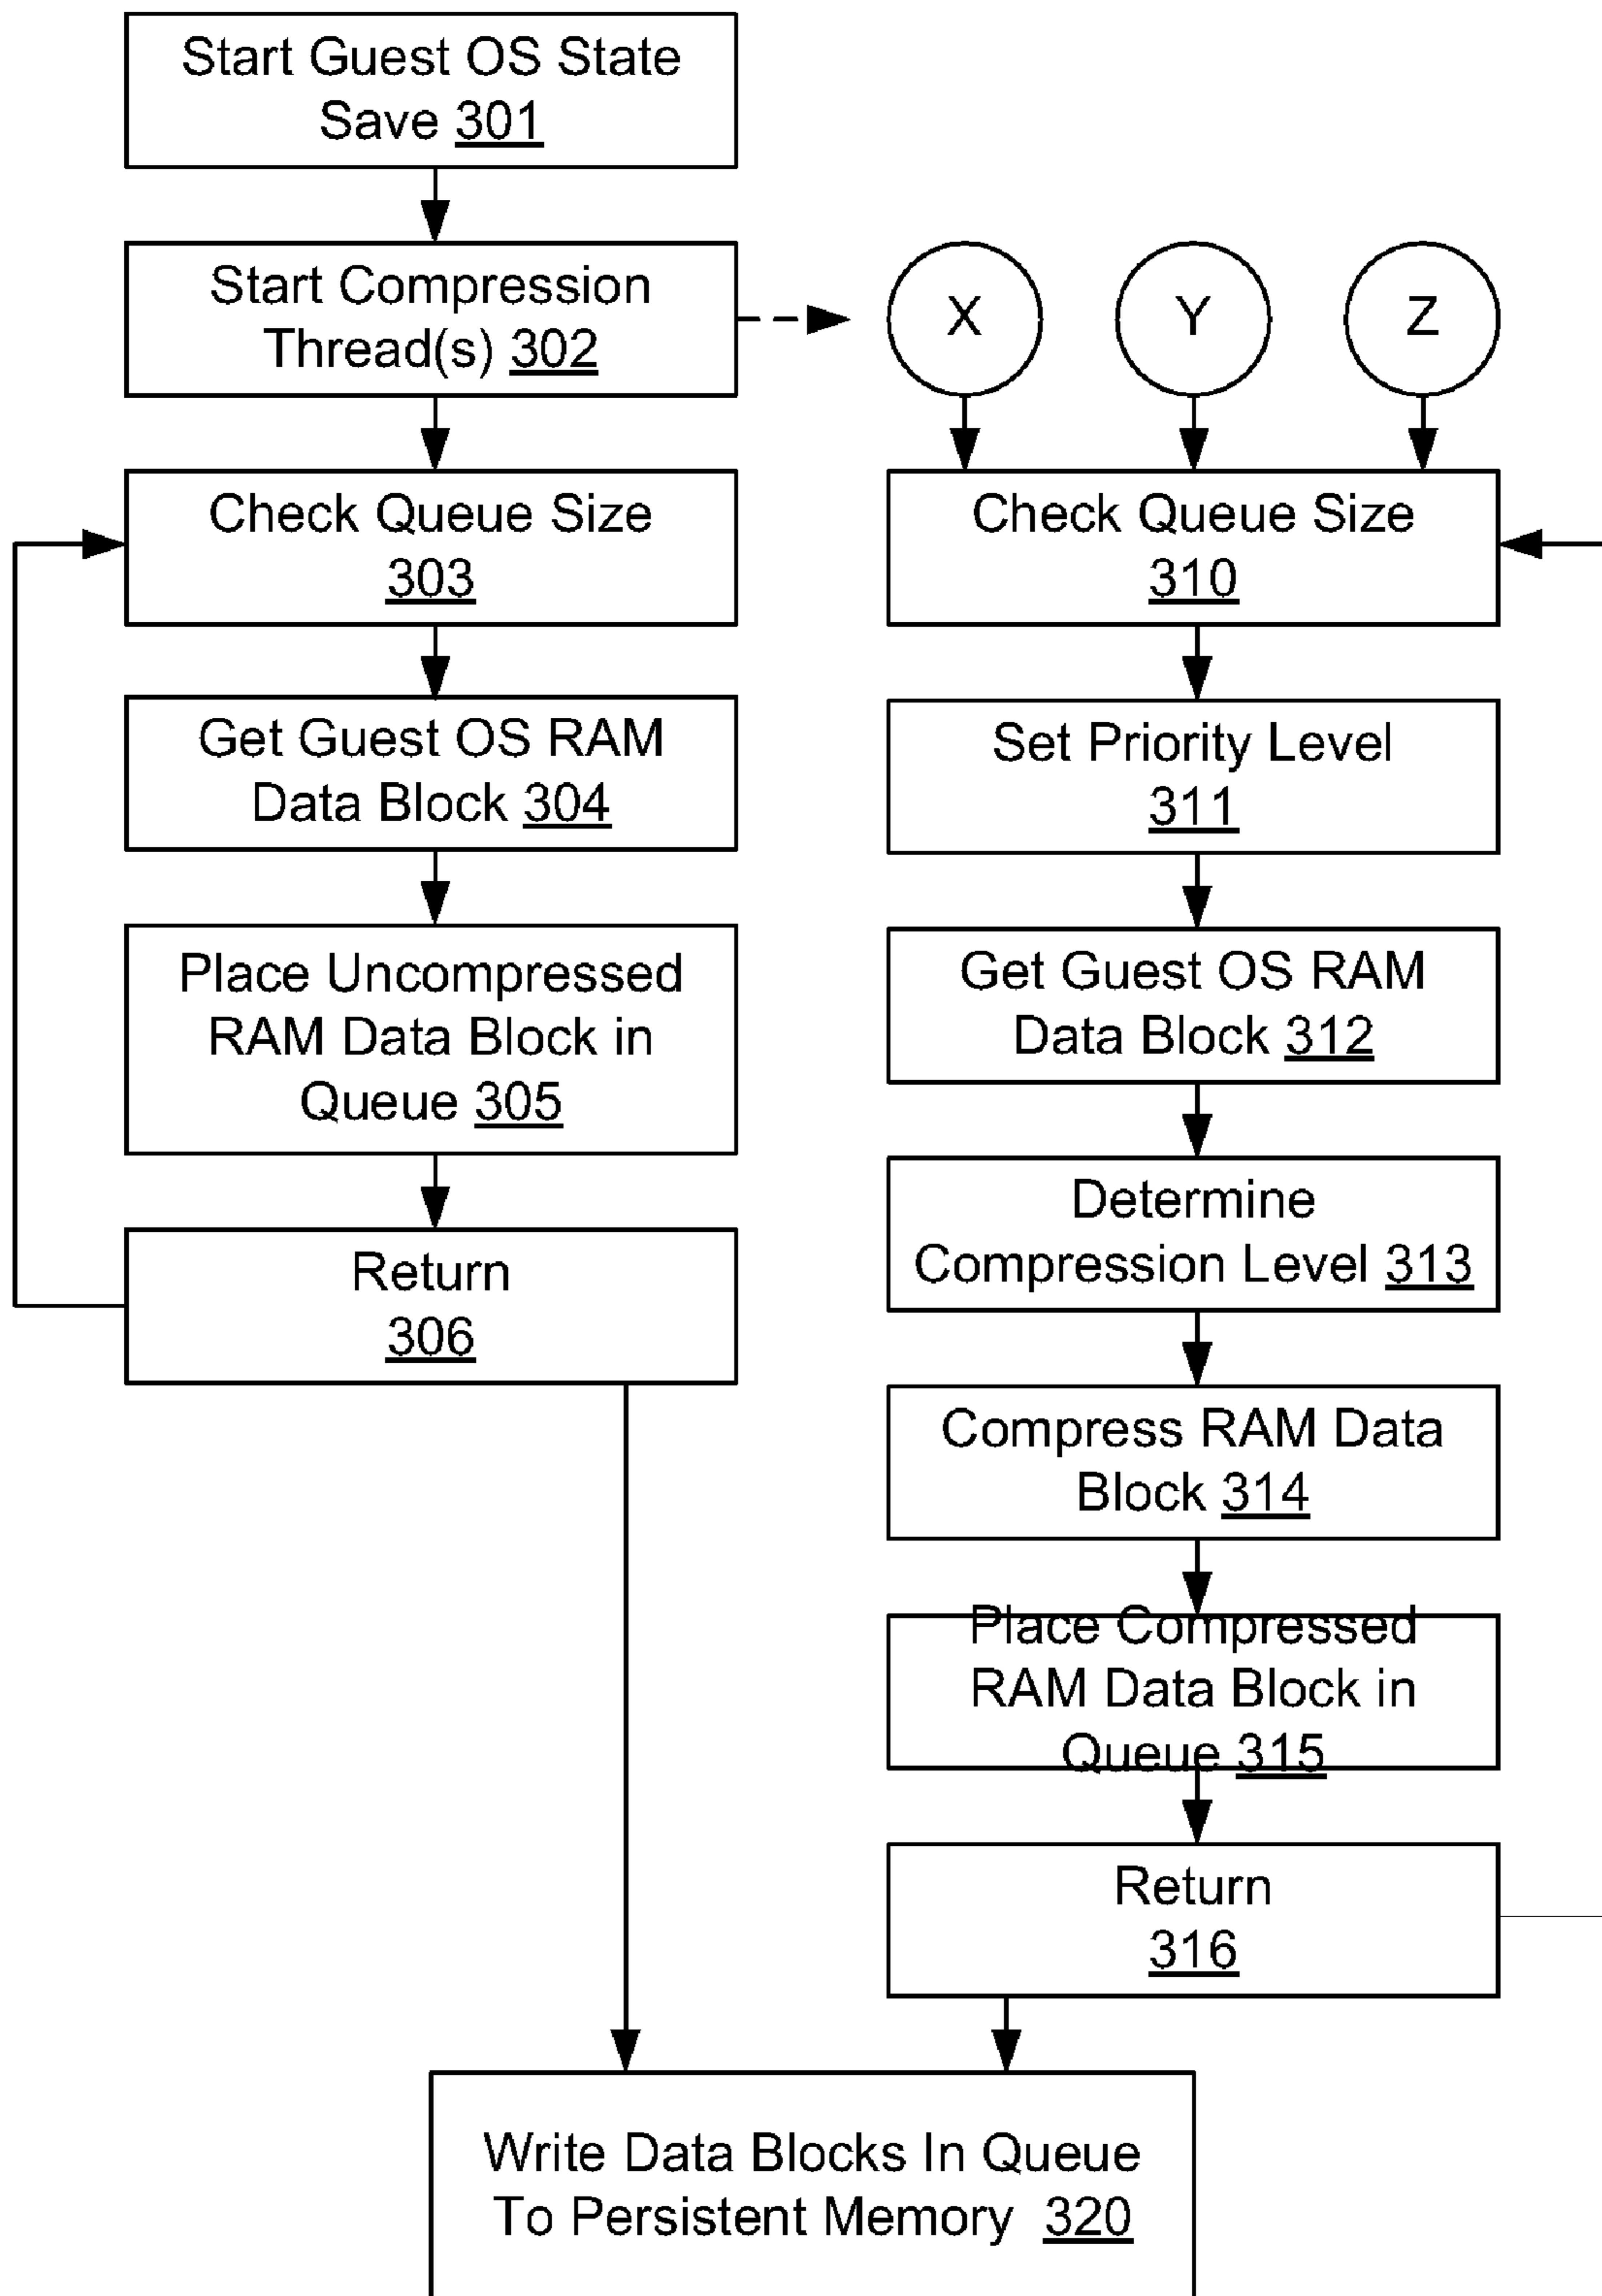 Start Guest OS State
Save 301
Start Compression
Thread(s) 302
X
Y
Z
Check Queue Size
303
Get Guest OS RAM
Data Block 304
Place Uncompressed
RAM Data Block in
Queue 305
Return
306
Check Queue Size
310
Set Priority Level
311
Get Guest OS RAM
Data Block 312
Determine
Compression Level 313
Compress RAM Data
Block 314
Place Compressed
RAM Data Block in
Queue 315
Return
316
Write Data Blocks In Queue
To Persistent Memory 320